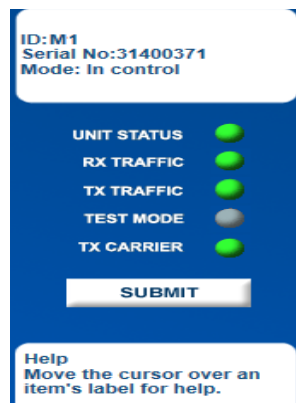 ID:M1
Serial No:31400371
Mode: In control
UNIT STATUS
RX TRAFFIC
TX TRAFFIC
TEST MODE
TX CARRIER
SUBMIT
Help
Move the cursor over an
item's label for help.